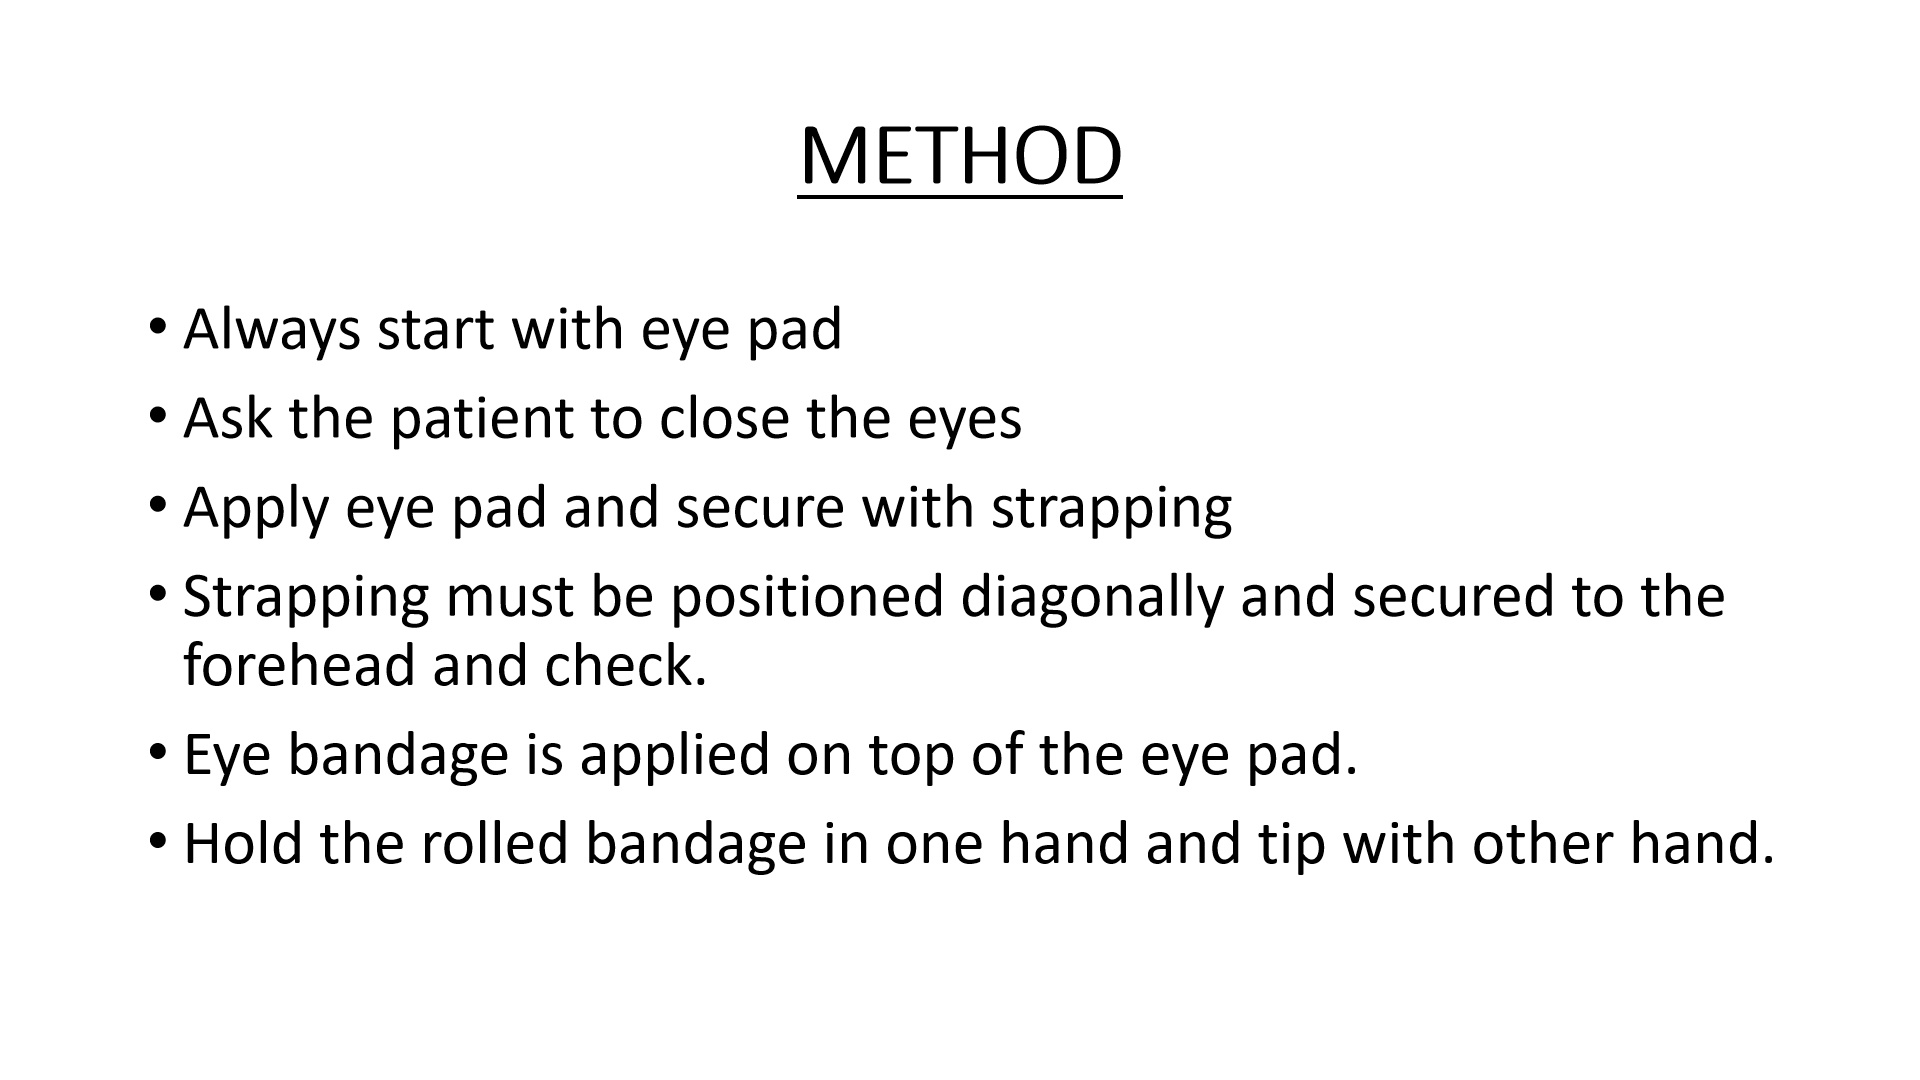 METHOD
• Always start with eye pad
• Ask the patient to close the eyes
• Apply eye pad and secure with strapping
• Strapping must be positioned diagonally and secured to the
forehead and check.
• Eye bandage is applied on top of the eye pad.
• Hold the rolled bandage in one hand and tip with other hand.